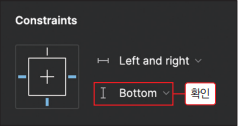 Constraints
Left and right
Bottom 확인